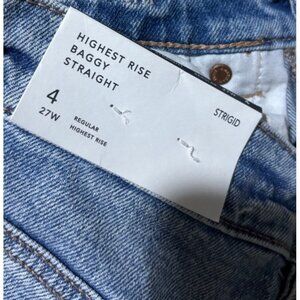 HIGHEST RISE
BAGGY
STRAIGHT
4
27W
REGULAR
HIGHEST RISE
STRIGID